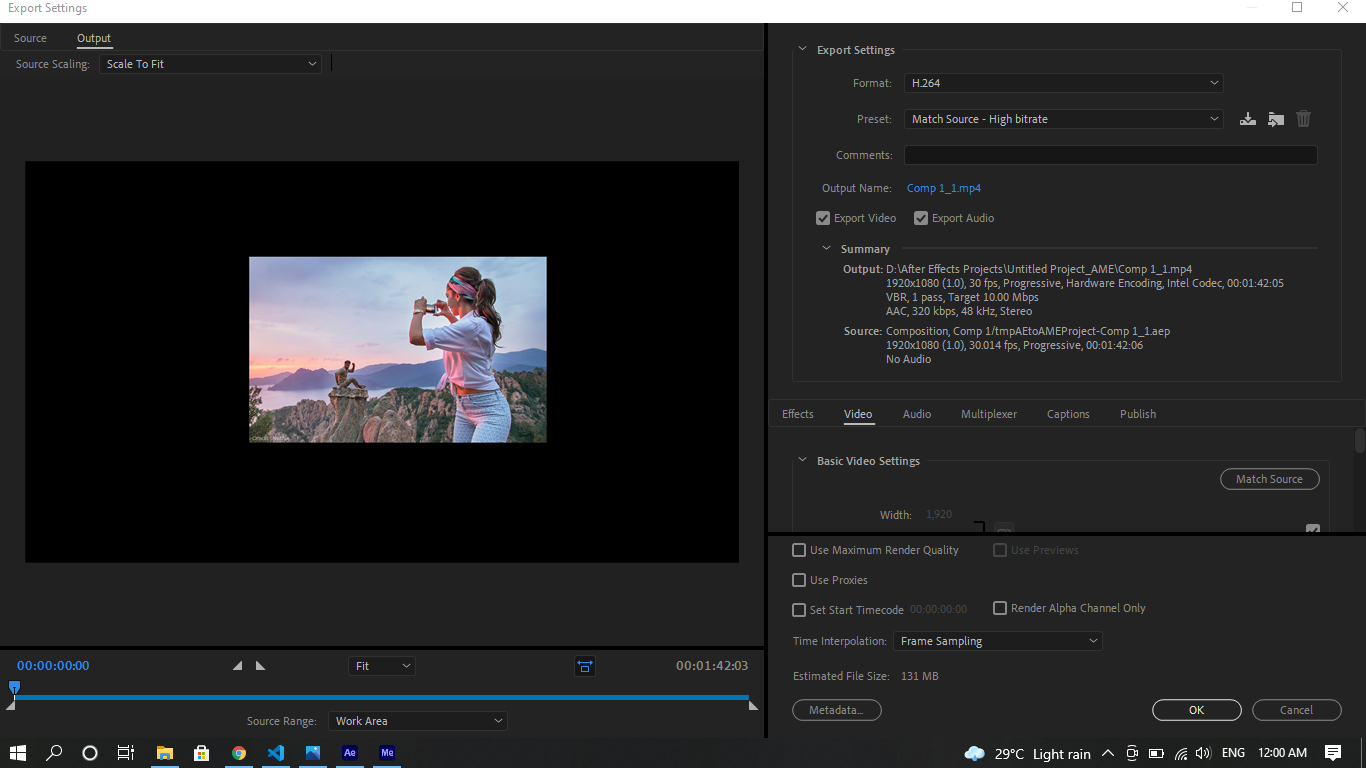 Export Settings
Source Output
Source Scaling: Scale To Fit
Export Settings
Format: H.264
Preset: Match Source - High bitrate
Comments:
Output Name: Comp 1_1.mp4
Export Video Export Audio
Summary
Output: D:\After Effects Projects\Untitled Project_AME\Comp 1_1.mp4
1920x1080 (1.0), 30 fps, Progressive, Hardware Encoding, Intel Codec, 00:01:42:05
VBR, 1 pass, Target 10.00 Mbps
AAC, 320 kbps, 48 kHz, Stereo
Source: Composition, Comp 1/tmpAEtoAMEProject-Comp 1_1.aep
1920x1080 (1.0), 30.014 fps, Progressive, 00:01:42:06
No Audio
Effects Video Audio Multiplexer Captions Publish
Basic Video Settings
Match Source
Width: 1,920
Use Maximum Render Quality Use Previews
Use Proxies
Set Start Timecode 00:00:00:00 Render Alpha Channel Only
Time Interpolation: Frame Sampling
Estimated File Size: 131 MB
Metadata... OK Cancel
00:00:00:00 Fit 00:01:42:03
Source Range: Work Area
Ae Me 29°C Light rain ENG 12:00 AM